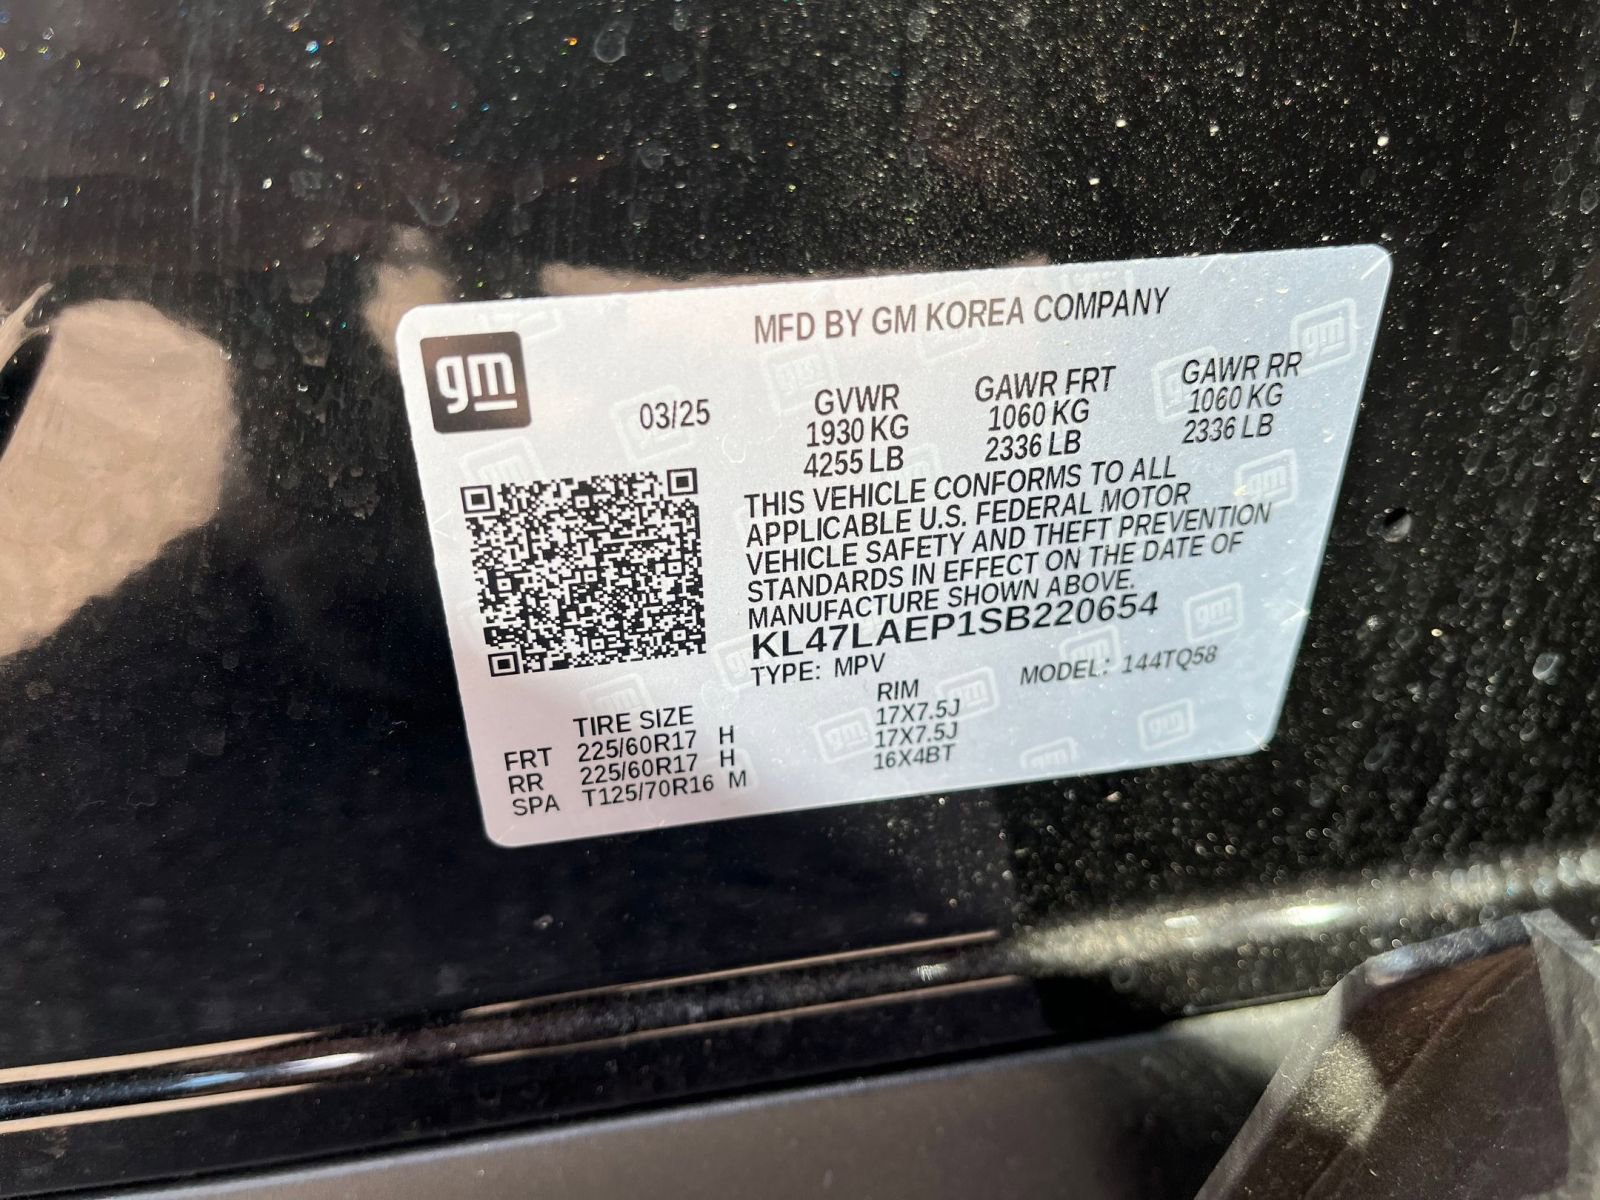 MFD BY GM KOREA COMPANY
gm
03/25
GVWR GAWR FRT GAWR RR
1930 KG 1060 KG 1060 KG
4255 LB 2336 LB 2336 LB
THIS VEHICLE CONFORMS TO ALL
APPLICABLE U.S. FEDERAL MOTOR
VEHICLE SAFETY AND THEFT PREVENTION
STANDARDS IN EFFECT ON THE DATE OF
MANUFACTURE SHOWN ABOVE.
KL47LAEP1SB220654
TYPE: MPV MODEL: 144TQ58
TIRE SIZE RIM
FRT 225/60R17 H 17X7.5J
RR 225/60R17 H 17X7.5J
SPA T125/70R16 M 16X4BT